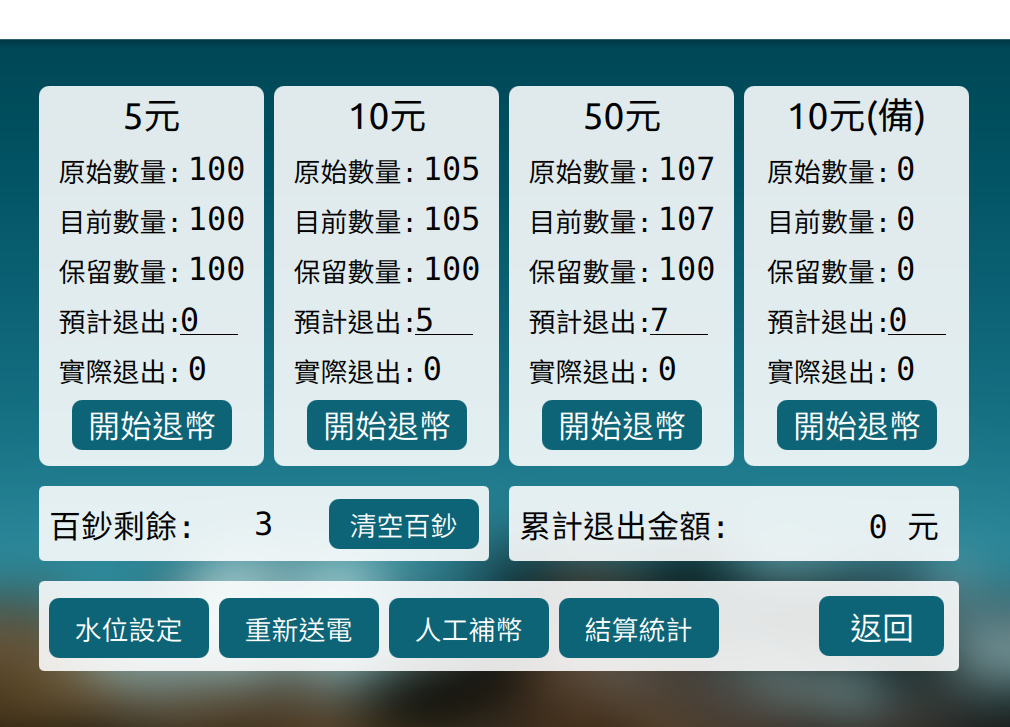 5元
原始數量: 100
目前數量: 100
保留數量: 100
預計退出:0
實際退出: 0
開始退幣
10元
原始數量: 105
目前數量: 105
保留數量: 100
預計退出:5
實際退出: 0
開始退幣
50元
原始數量: 107
目前數量: 107
保留數量: 100
預計退出:7
實際退出: 0
開始退幣
10元(備)
原始數量: 0
目前數量: 0
保留數量: 0
預計退出:0
實際退出: 0
開始退幣
百鈔剩餘: 3 清空百鈔
累計退出金額: 0 元
水位設定 重新送電 人工補幣 結算統計 返回